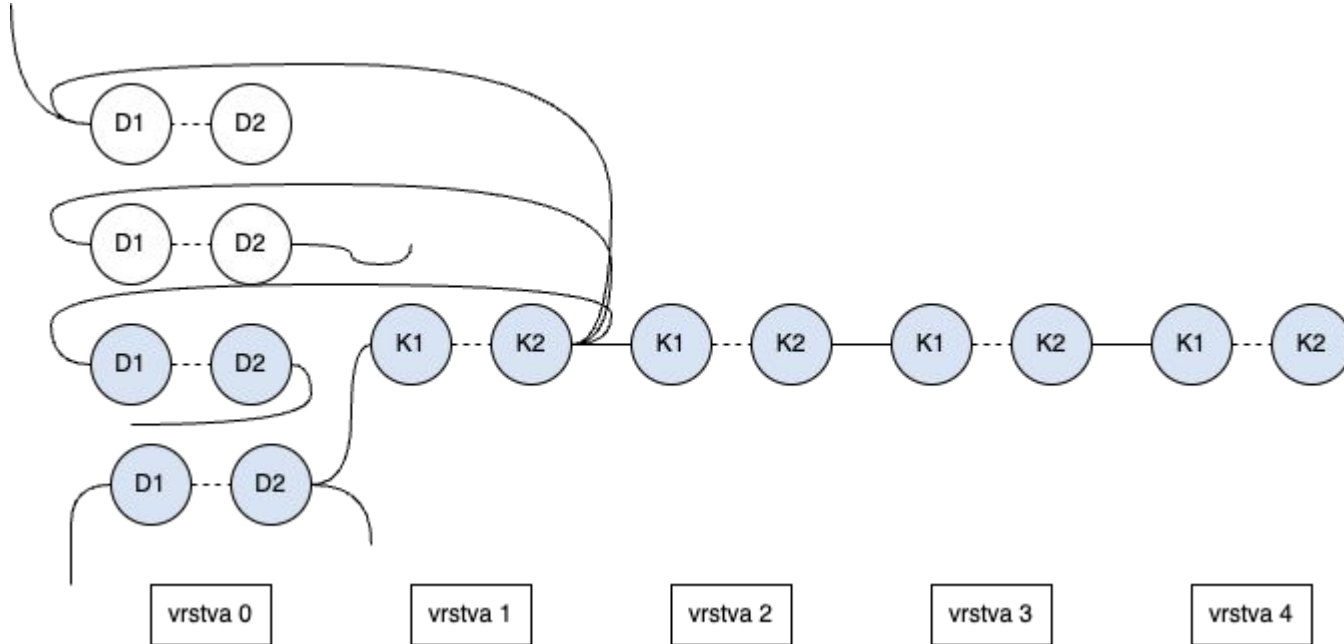 D1 D2
D1 D2
D1 D2 K1 K2 K1 K2 K1 K2 K1 K2
D1 D2
vrstva 0 vrstva 1 vrstva 2 vrstva 3 vrstva 4